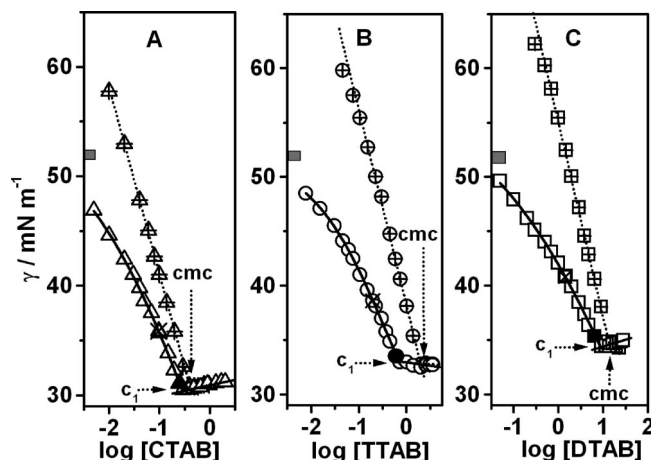 A
B
C
γ / mN m⁻¹
60
50
40
30
60
50
40
30
60
50
40
30
cmc
cmc
cmc
c₁
c₁
c₁
-2 -1 0
-2 -1 0
-1 0 1 2
log [CTAB]
log [TTAB]
log [DTAB]